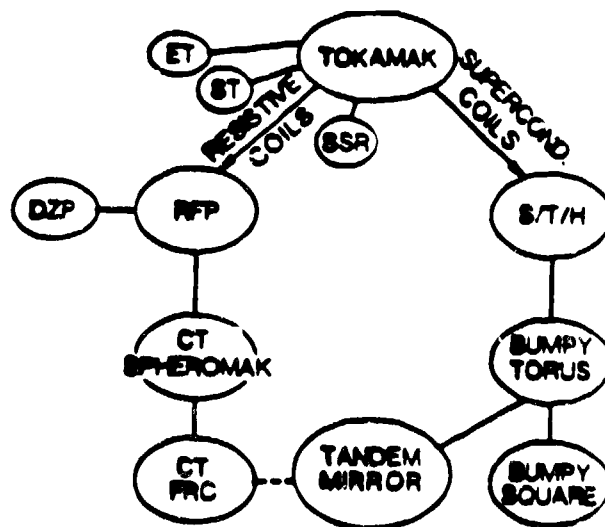 ET
TOKAMAK
ST
RESISTIVE
COILS
SUPERCOND.
COILS
SSR
DZP
RFP
S/T/H
CT
SPHEROMAK
BUMPY
TORUS
CT
FRC
TANDEM
MIRROR
BUMPY
SQUARE